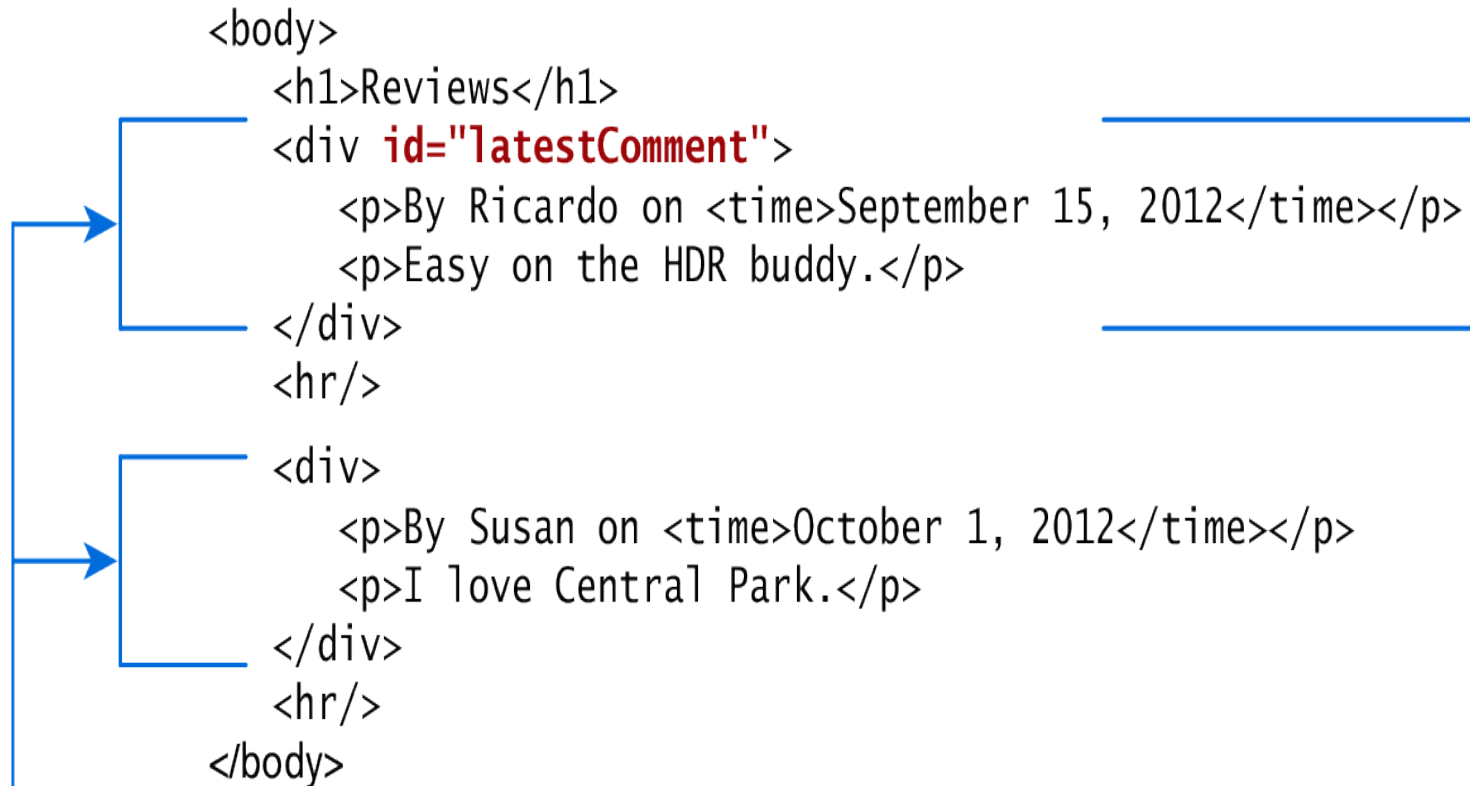 <body>
<h1>Reviews</h1>
<div id="latestComment">
<p>By Ricardo on <time>September 15, 2012</time></p>
<p>Easy on the HDR buddy.</p>
</div>
<hr/>
<div>
<p>By Susan on <time>October 1, 2012</time></p>
<p>I love Central Park.</p>
</div>
<hr/>
</body>